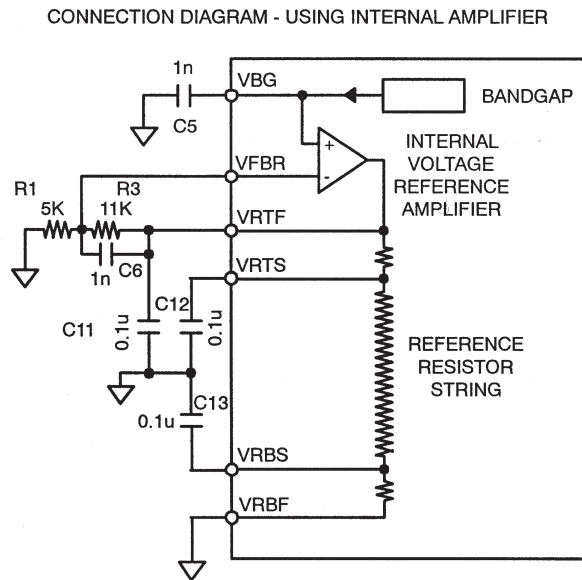 CONNECTION DIAGRAM - USING INTERNAL AMPLIFIER
1n
VBG
BANDGAP
C5
+
INTERNAL
VOLTAGE
REFERENCE
AMPLIFIER
VFBR
-
R1
R3
5K
11K
VRTF
1n
C6
VRTS
C11
0.1u
C12
0.1u
REFERENCE
RESISTOR
STRING
C13
0.1u
VRBS
VRBF